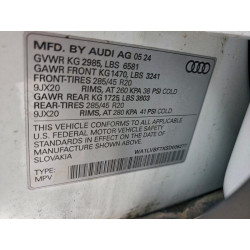 MFD. BY AUDI AG 05 24
GVWR KG 2985, LBS 6581
GAWR FRONT KG1470, LBS 3241
FRONT-TIRES 285/45 R20
9JX20 RIMS, AT 260 KPA 38 PSI COLD
GAWR REAR KG 1725, LBS 3803
REAR-TIRES 285/45 R20
9JX20 RIMS, AT 280 KPA 41 PSI COLD
THIS VEHICLE CONFORMS TO ALL
APPLICABLE U.S. FEDERAL MOTOR VEHICLE
SAFETY STANDARDS IN
EFFECT ON THE DATE OF
MANUFACTURE SHOWN ABOVE
SLOVAKIA
TYPE:
MPV